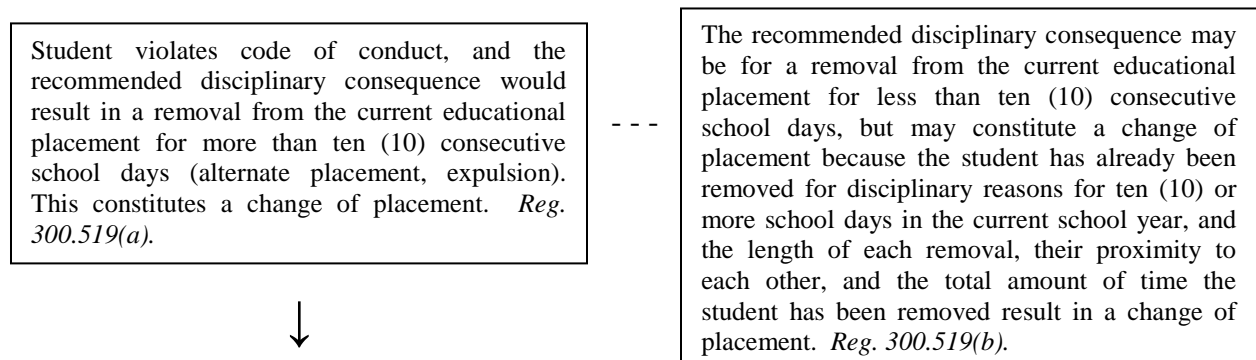 Student violates code of conduct, and the
recommended disciplinary consequence would
result in a removal from the current educational
placement for more than ten (10) consecutive
school days (alternate placement, expulsion).
This constitutes a change of placement. Reg.
300.519(a).
- - -
The recommended disciplinary consequence may
be for a removal from the current educational
placement for less than ten (10) consecutive
school days, but may constitute a change of
placement because the student has already been
removed for disciplinary reasons for ten (10) or
more school days in the current school year, and
the length of each removal, their proximity to
each other, and the total amount of time the
student has been removed result in a change of
placement. Reg. 300.519(b).